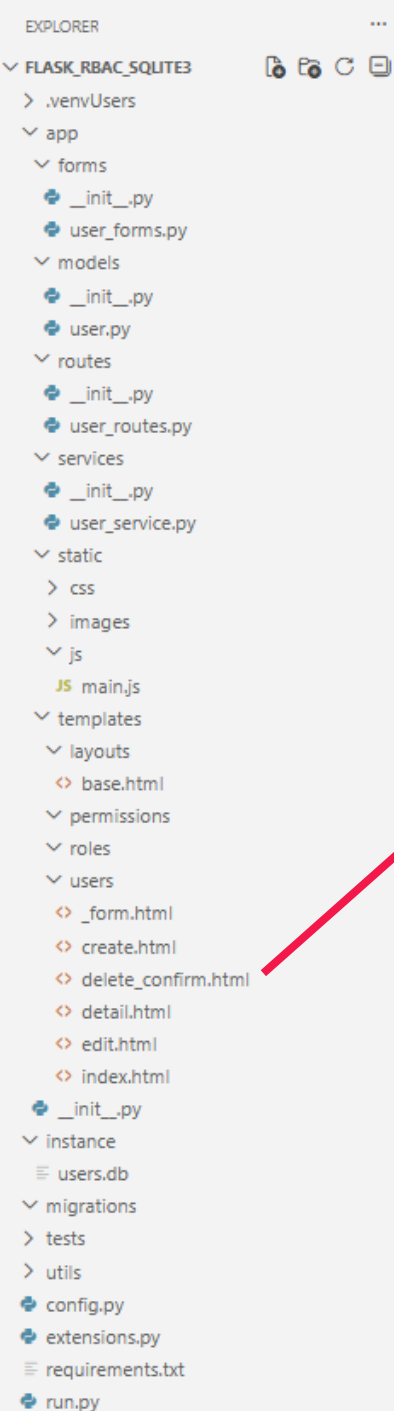 EXPLORER ...
FLASK_RBAC_SQLITE3
.venvUsers
app
forms
__init__.py
user_forms.py
models
__init__.py
user.py
routes
__init__.py
user_routes.py
services
__init__.py
user_service.py
static
css
images
js
JS main.js
templates
layouts
<> base.html
permissions
roles
users
<> _form.html
<> create.html
<> delete_confirm.html
<> detail.html
<> edit.html
<> index.html
__init__.py
instance
users.db
migrations
tests
utils
config.py
extensions.py
requirements.txt
run.py